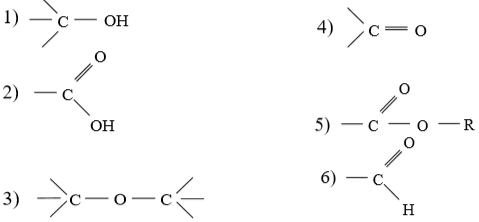 1) C — OH
2) C O OH
3) C — O — C
4) C = O
5) C O — O — R
6) C O H